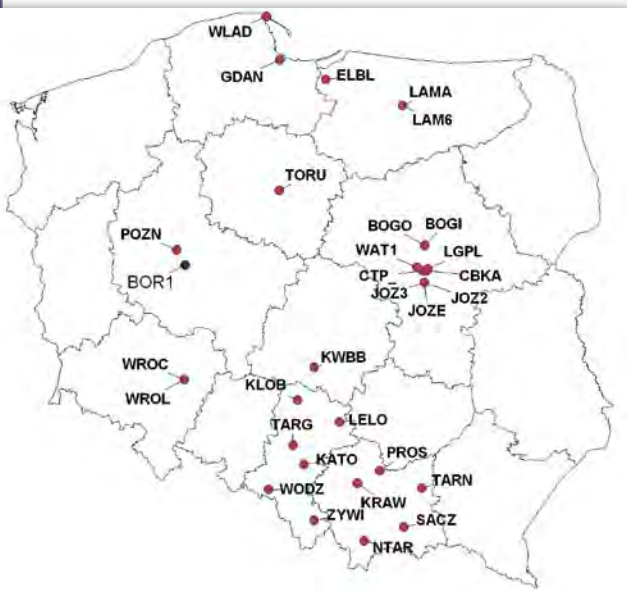 WLAD
GDAN
ELBL
LAMA
LAM6
TORU
BOGO
BOGI
POZN
WAT1
LGPL
BOR1
CTP_
CBKA
JOZ3
JOZ2
JOZE
KWBB
WROC
WROL
KLOB
LELO
TARG
KATO
PROS
TARN
WODZ
KRAW
ZYWI
SACZ
NTAR